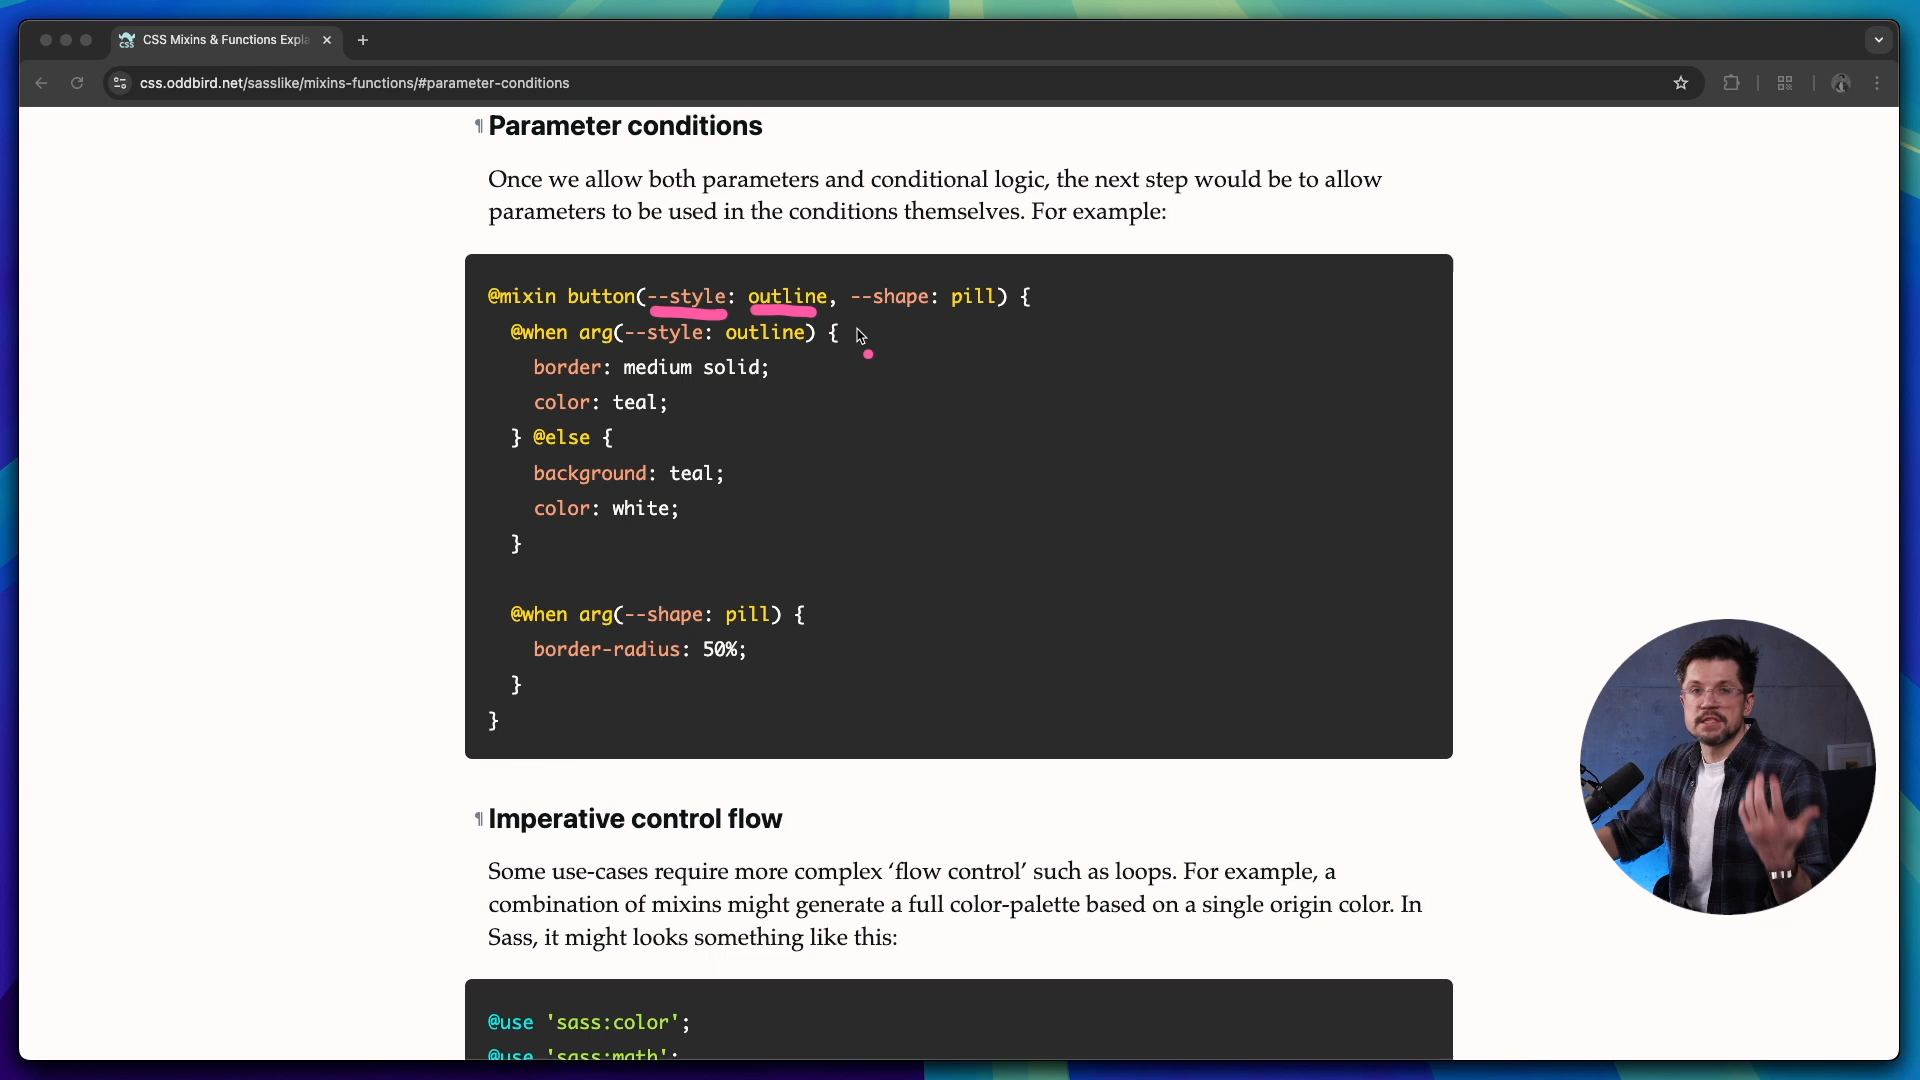 CSS Mixins & Functions Expla
css.oddbird.net/sasslike/mixins-functions/#parameter-conditions
¶ Parameter conditions
Once we allow both parameters and conditional logic, the next step would be to allow
parameters to be used in the conditions themselves. For example:
@mixin button(--style: outline, --shape: pill) {
@when arg(--style: outline) {
border: medium solid;
color: teal;
} @else {
background: teal;
color: white;
}
@when arg(--shape: pill) {
border-radius: 50%;
}
}
¶ Imperative control flow
Some use-cases require more complex ‘flow control’ such as loops. For example, a
combination of mixins might generate a full color-palette based on a single origin color. In
Sass, it might looks something like this:
@use 'sass:color';
@use 'sass:math';